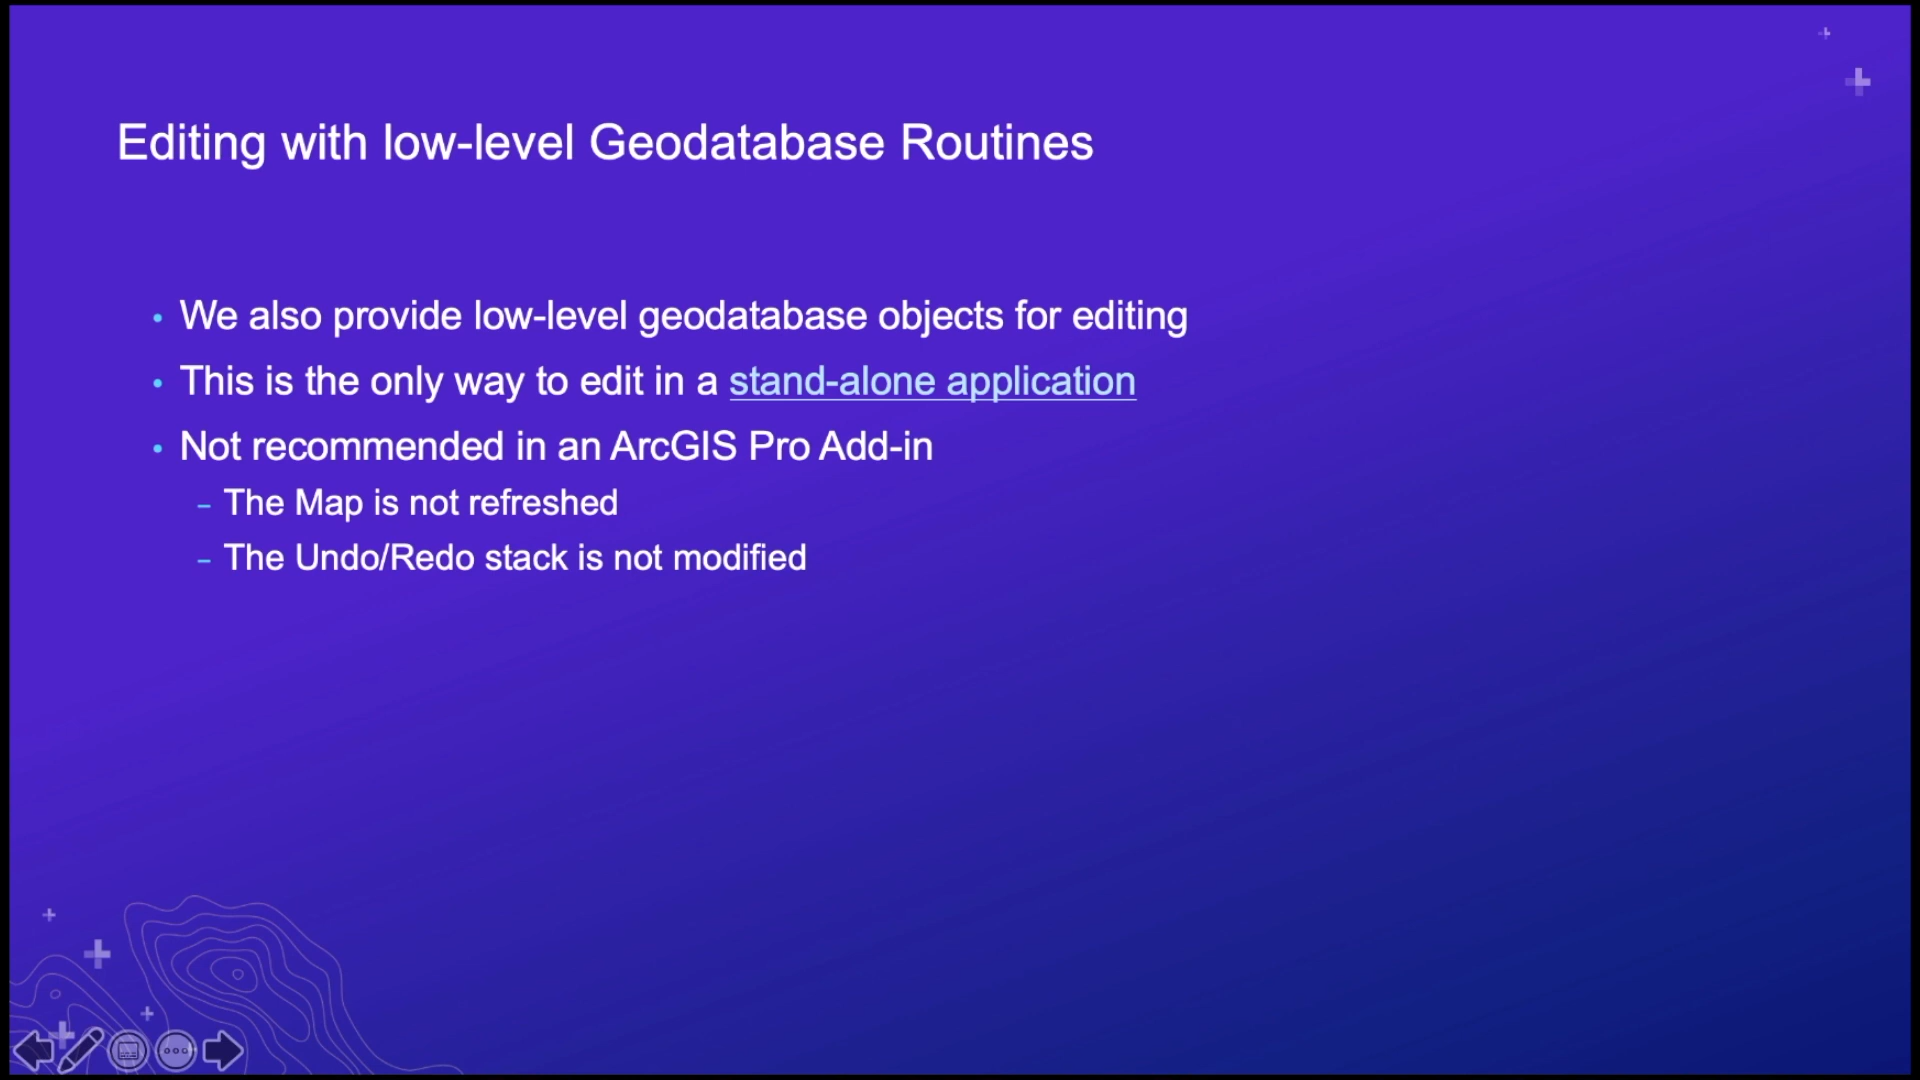 Editing with low-level Geodatabase Routines
• We also provide low-level geodatabase objects for editing
• This is the only way to edit in a stand-alone application
• Not recommended in an ArcGIS Pro Add-in
– The Map is not refreshed
– The Undo/Redo stack is not modified